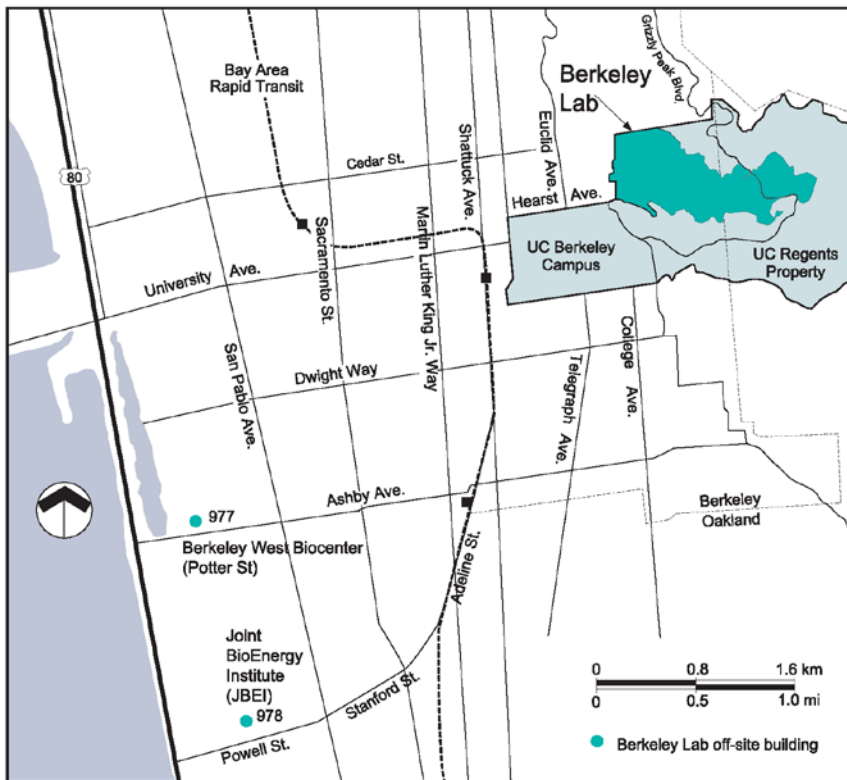 Bay Area
Rapid Transit
Grizzly Peak Blvd.
Berkeley
Lab
80
Cedar St.
Shattuck Ave.
Euclid Ave.
Hearst Ave.
Sacramento St.
Martin Luther King Jr. Way
UC Berkeley
Campus
UC Regents
Property
University Ave.
San Pablo Ave.
Dwight Way
Telegraph Ave.
College Ave.
Ashby Ave.
977
Berkeley West Biocenter
(Potter St)
Berkeley
Oakland
Adeline St.
Joint
BioEnergy
Institute
(JBEI)
978
Stanford St.
Powell St.
0 0.8 1.6 km
0 0.5 1.0 mi
Berkeley Lab off-site building